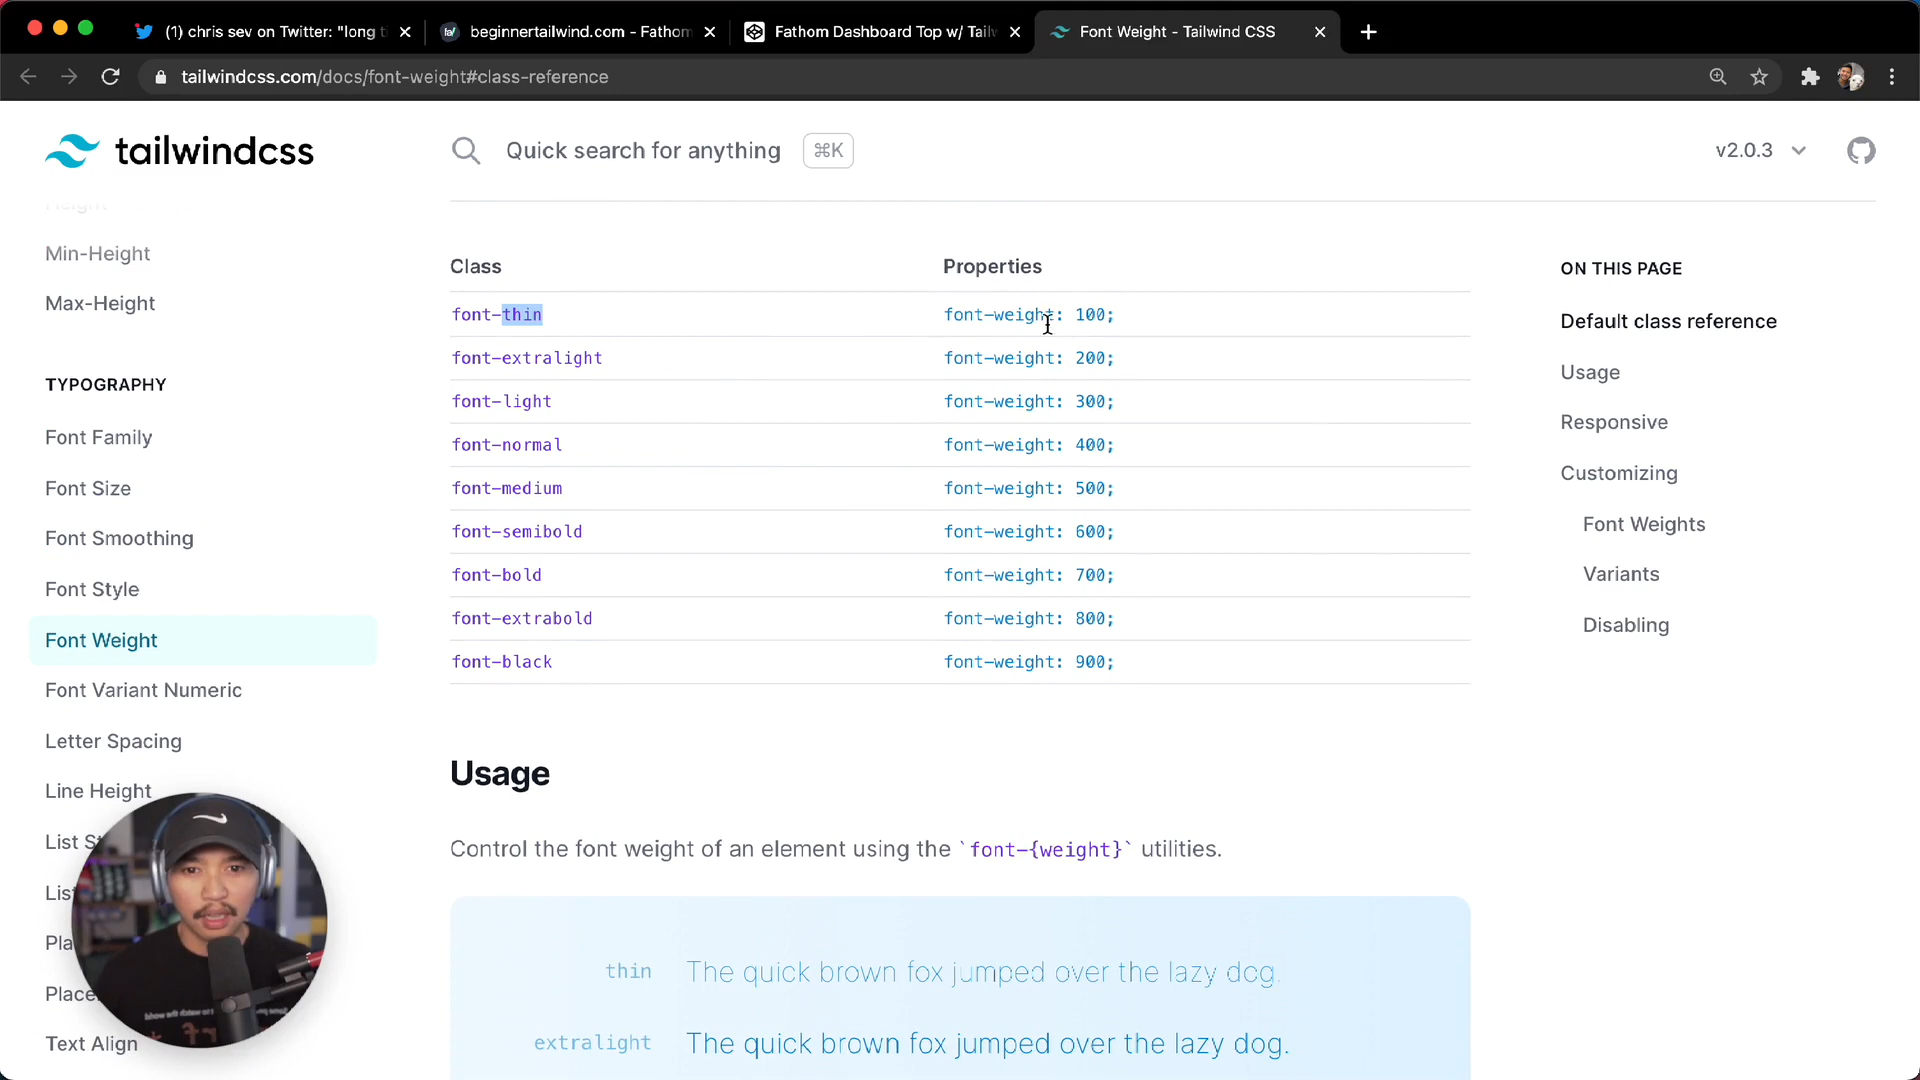 (1) chris sev on Twitter: "long t
beginnertailwind.com - Fathom
Fathom Dashboard Top w/ Tailw
Font Weight - Tailwind CSS
tailwindcss.com/docs/font-weight#class-reference
tailwindcss
Quick search for anything
⌘K
v2.0.3
Height
Min-Height
Max-Height
TYPOGRAPHY
Font Family
Font Size
Font Smoothing
Font Style
Font Weight
Font Variant Numeric
Letter Spacing
Line Height
List St
List
Pla
Place
Text Align
Class Properties
font-thin font-weight: 100;
font-extralight font-weight: 200;
font-light font-weight: 300;
font-normal font-weight: 400;
font-medium font-weight: 500;
font-semibold font-weight: 600;
font-bold font-weight: 700;
font-extrabold font-weight: 800;
font-black font-weight: 900;
Usage
Control the font weight of an element using the `font-{weight}` utilities.
thin The quick brown fox jumped over the lazy dog.
extralight The quick brown fox jumped over the lazy dog.
ON THIS PAGE
Default class reference
Usage
Responsive
Customizing
Font Weights
Variants
Disabling